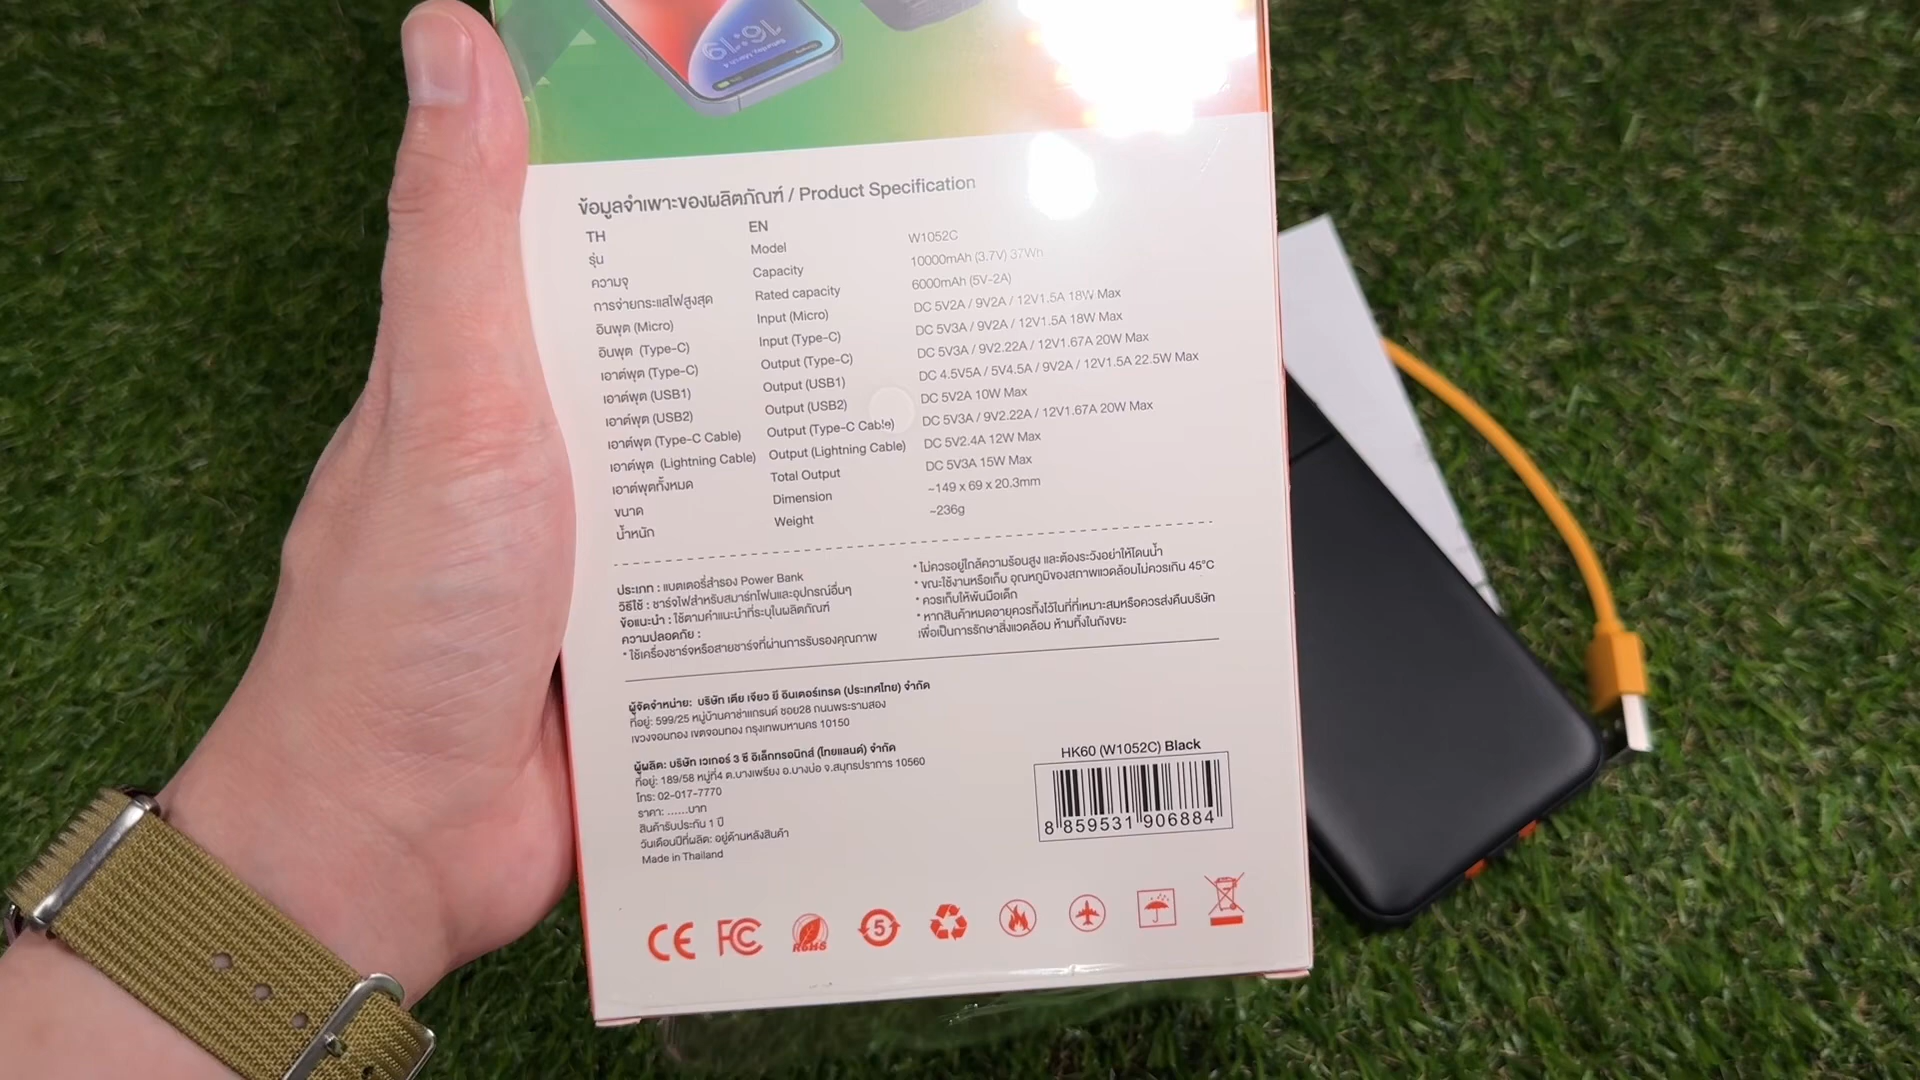 16:19
ข้อมูลจำเพาะของผลิตภัณฑ์ / Product Specification
TH EN
รุ่น Model W1052C
ความจุ Capacity 10000mAh (3.7V) 37Wh
การจ่ายกระแสไฟสูงสุด Rated capacity 6000mAh (5V-2A)
อินพุต (Micro) Input (Micro) DC 5V2A / 9V2A / 12V1.5A 18W Max
อินพุต (Type-C) Input (Type-C) DC 5V3A / 9V2A / 12V1.5A 18W Max
เอาต์พุต (Type-C) Output (Type-C) DC 5V3A / 9V2.22A / 12V1.67A 20W Max
เอาต์พุต (USB1) Output (USB1) DC 4.5V5A / 5V4.5A / 9V2A / 12V1.5A 22.5W Max
เอาต์พุต (USB2) Output (USB2) DC 5V2A 10W Max
เอาต์พุต (Type-C Cable) Output (Type-C Cable) DC 5V3A / 9V2.22A / 12V1.67A 20W Max
เอาต์พุต (Lightning Cable) Output (Lightning Cable) DC 5V2.4A 12W Max
เอาต์พุตทั้งหมด Total Output DC 5V3A 15W Max
ขนาด Dimension ~149 x 69 x 20.3mm
น้ำหนัก Weight ~236g
ประเภท : แบตเตอรี่สำรอง Power Bank
วิธีใช้ : ชาร์จไฟสำหรับสมาร์ทโฟนและอุปกรณ์อื่นๆ
ข้อแนะนำ : ใช้ตามคำแนะนำที่ระบุในผลิตภัณฑ์
ความปลอดภัย :
* ใช้เครื่องชาร์จหรือสายชาร์จที่ผ่านการรับรองคุณภาพ
* ไม่ควรอยู่ใกล้ความร้อนสูง และต้องระวังอย่าให้โดนน้ำ
* ขณะใช้งานหรือเก็บ อุณหภูมิของสภาพแวดล้อมไม่ควรเกิน 45°C
* ควรเก็บให้พ้นมือเด็ก
* หากสินค้าหมดอายุควรทิ้งไว้ในที่ที่เหมาะสมหรือควรส่งคืนบริษัท
เพื่อเป็นการรักษาสิ่งแวดล้อม ห้ามทิ้งในถังขยะ
ผู้จัดจำหน่าย: บริษัท เตีย เจียว ยี อินเตอร์เทรด (ประเทศไทย) จำกัด
ที่อยู่: 599/25 หมู่บ้านคาซ่าแกรนด์ ซอย28 ถนนพระรามสอง
แขวงจอมทอง เขตจอมทอง กรุงเทพมหานคร 10150
ผู้ผลิต: บริษัท เวเกอร์ 3 ซี อิเล็กทรอนิกส์ (ไทยแลนด์) จำกัด
ที่อยู่: 189/58 หมู่ที่4 ต.บางเพรียง อ.บางบ่อ จ.สมุทรปราการ 10560
โทร: 02-017-7770
ราคา: ......บาท
สินค้ารับประกัน 1 ปี
วันเดือนปีที่ผลิต: อยู่ด้านหลังสินค้า
Made in Thailand
HK60 (W1052C) Black
8 859531 906884
CE FC RoHS 5